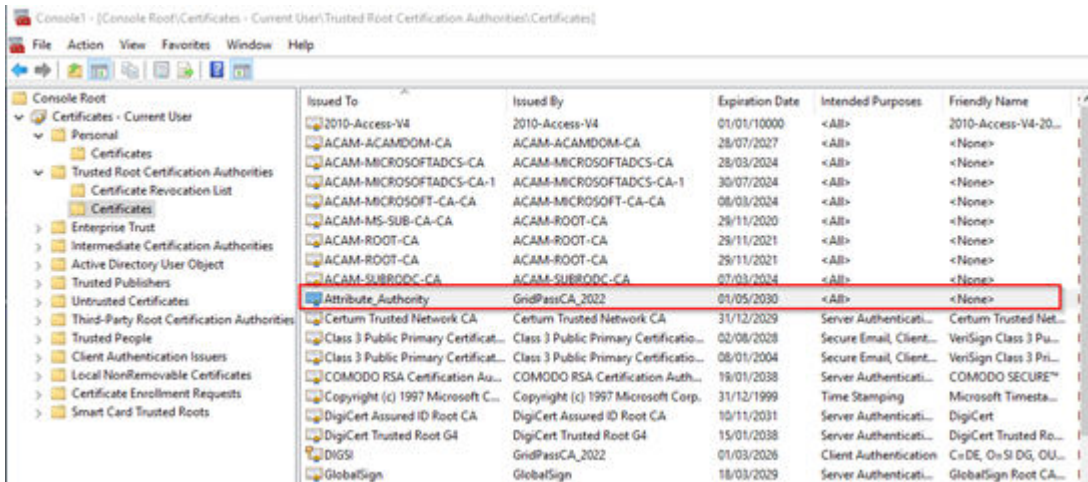 Console1 - [Console Root\Certificates - Current User\Trusted Root Certification Authorities\Certificates]
File Action View Favorites Window Help
Console Root
Certificates - Current User
Personal
Certificates
Trusted Root Certification Authorities
Certificate Revocation List
Certificates
Enterprise Trust
Intermediate Certification Authorities
Active Directory User Object
Trusted Publishers
Untrusted Certificates
Third-Party Root Certification Authorities
Trusted People
Client Authentication Issuers
Local NonRemovable Certificates
Certificate Enrollment Requests
Smart Card Trusted Roots
Issued To Issued By Expiration Date Intended Purposes Friendly Name
2010-Access-V4 2010-Access-V4 01/01/10000 <All> 2010-Access-V4-20...
ACAM-ACAMDOM-CA ACAM-ACAMDOM-CA 28/07/2027 <All> <None>
ACAM-MICROSOFTADCS-CA ACAM-MICROSOFTADCS-CA 28/03/2024 <All> <None>
ACAM-MICROSOFTADCS-CA-1 ACAM-MICROSOFTADCS-CA-1 30/07/2024 <All> <None>
ACAM-MICROSOFT-CA-CA ACAM-MICROSOFT-CA-CA 08/03/2024 <All> <None>
ACAM-MS-SUB-CA-CA ACAM-ROOT-CA 29/11/2020 <All> <None>
ACAM-ROOT-CA ACAM-ROOT-CA 29/11/2021 <All> <None>
ACAM-ROOT-CA ACAM-ROOT-CA 29/11/2021 <All> <None>
ACAM-SUBRODC-CA ACAM-SUBRODC-CA 07/03/2024 <All> <None>
Attribute_Authority GridPassCA_2022 01/05/2030 <All> <None>
Certum Trusted Network CA Certum Trusted Network CA 31/12/2029 Server Authenticati... Certum Trusted Net...
Class 3 Public Primary Certificat... Class 3 Public Primary Certificatio... 02/08/2028 Secure Email, Client... VeriSign Class 3 Pu...
Class 3 Public Primary Certificat... Class 3 Public Primary Certificatio... 08/01/2004 Secure Email, Client... VeriSign Class 3 Pri...
COMODO RSA Certification Au... COMODO RSA Certification Auth... 19/01/2038 Server Authenticati... COMODO SECURE™
Copyright (c) 1997 Microsoft C... Copyright (c) 1997 Microsoft Corp. 31/12/1999 Time Stamping Microsoft Timesta...
DigiCert Assured ID Root CA DigiCert Assured ID Root CA 10/11/2031 Server Authenticati... DigiCert
DigiCert Trusted Root G4 DigiCert Trusted Root G4 15/01/2038 Server Authenticati... DigiCert Trusted Ro...
DIGSI GridPassCA_2022 01/03/2026 Client Authentication C=DE, O=SI DG, OU...
GlobalSign GlobalSign 18/03/2029 Server Authenticati... GlobalSign Root CA...